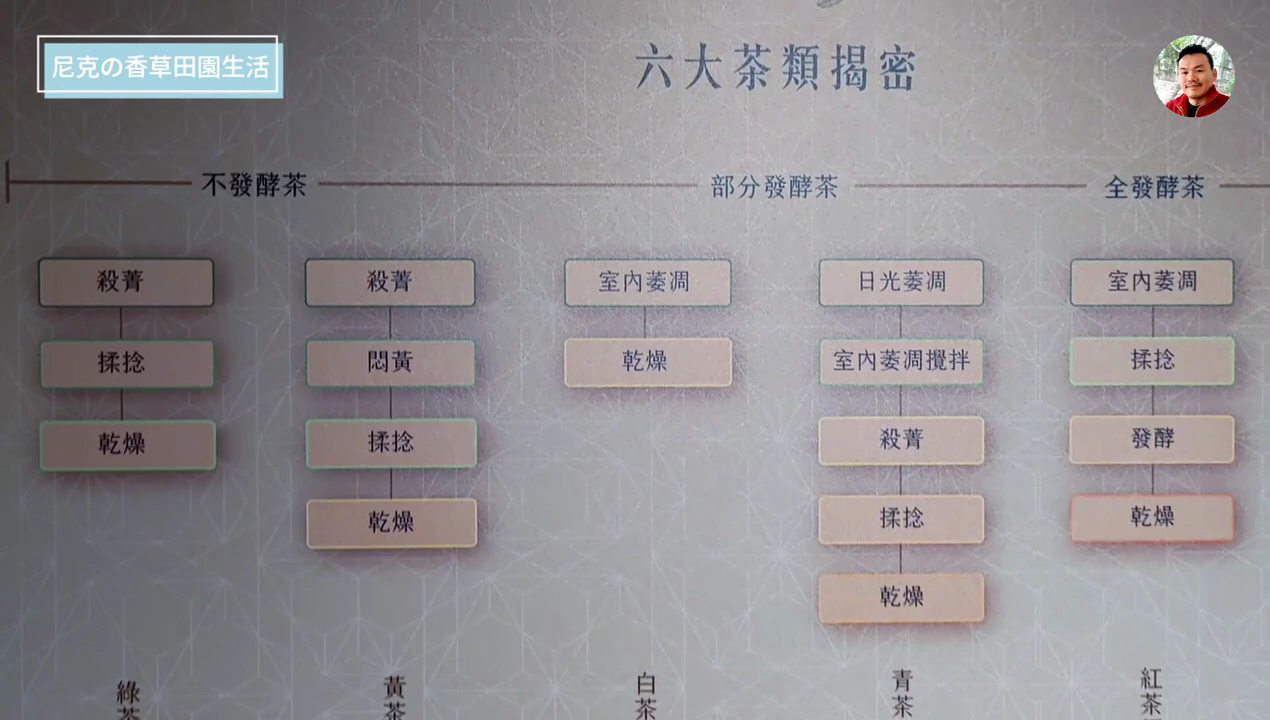 尼克の香草田園生活
六大茶類揭密
不發酵茶
部分發酵茶
全發酵茶
殺菁
揉捻
乾燥
綠茶
殺菁
悶黃
揉捻
乾燥
黃茶
室內萎凋
乾燥
白茶
日光萎凋
室內萎凋攪拌
殺菁
揉捻
乾燥
青茶
室內萎凋
揉捻
發酵
乾燥
紅茶